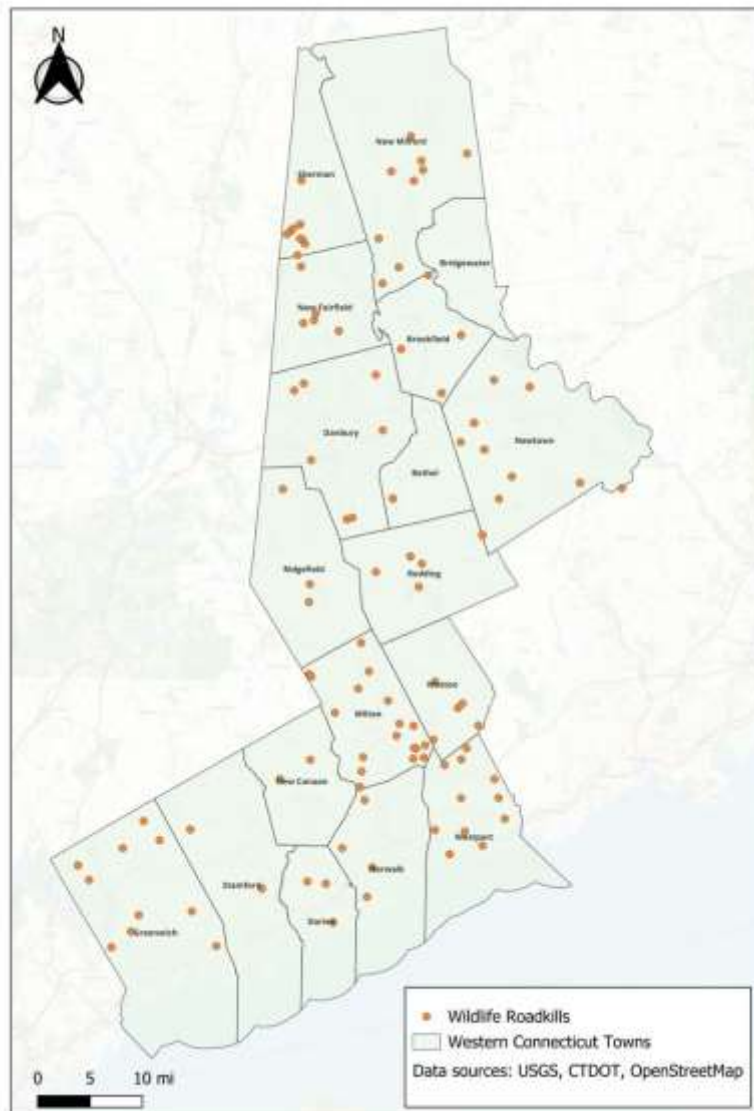 N
New Milford
Sherman
Bridgewater
New Fairfield
Brookfield
Danbury
Newtown
Bethel
Ridgefield
Redding
Weston
Wilton
New Canaan
Westport
Norwalk
Stamford
Darien
Greenwich
Wildlife Roadkills
Western Connecticut Towns
Data sources: USGS, CTDOT, OpenStreetMap
0 5 10 mi